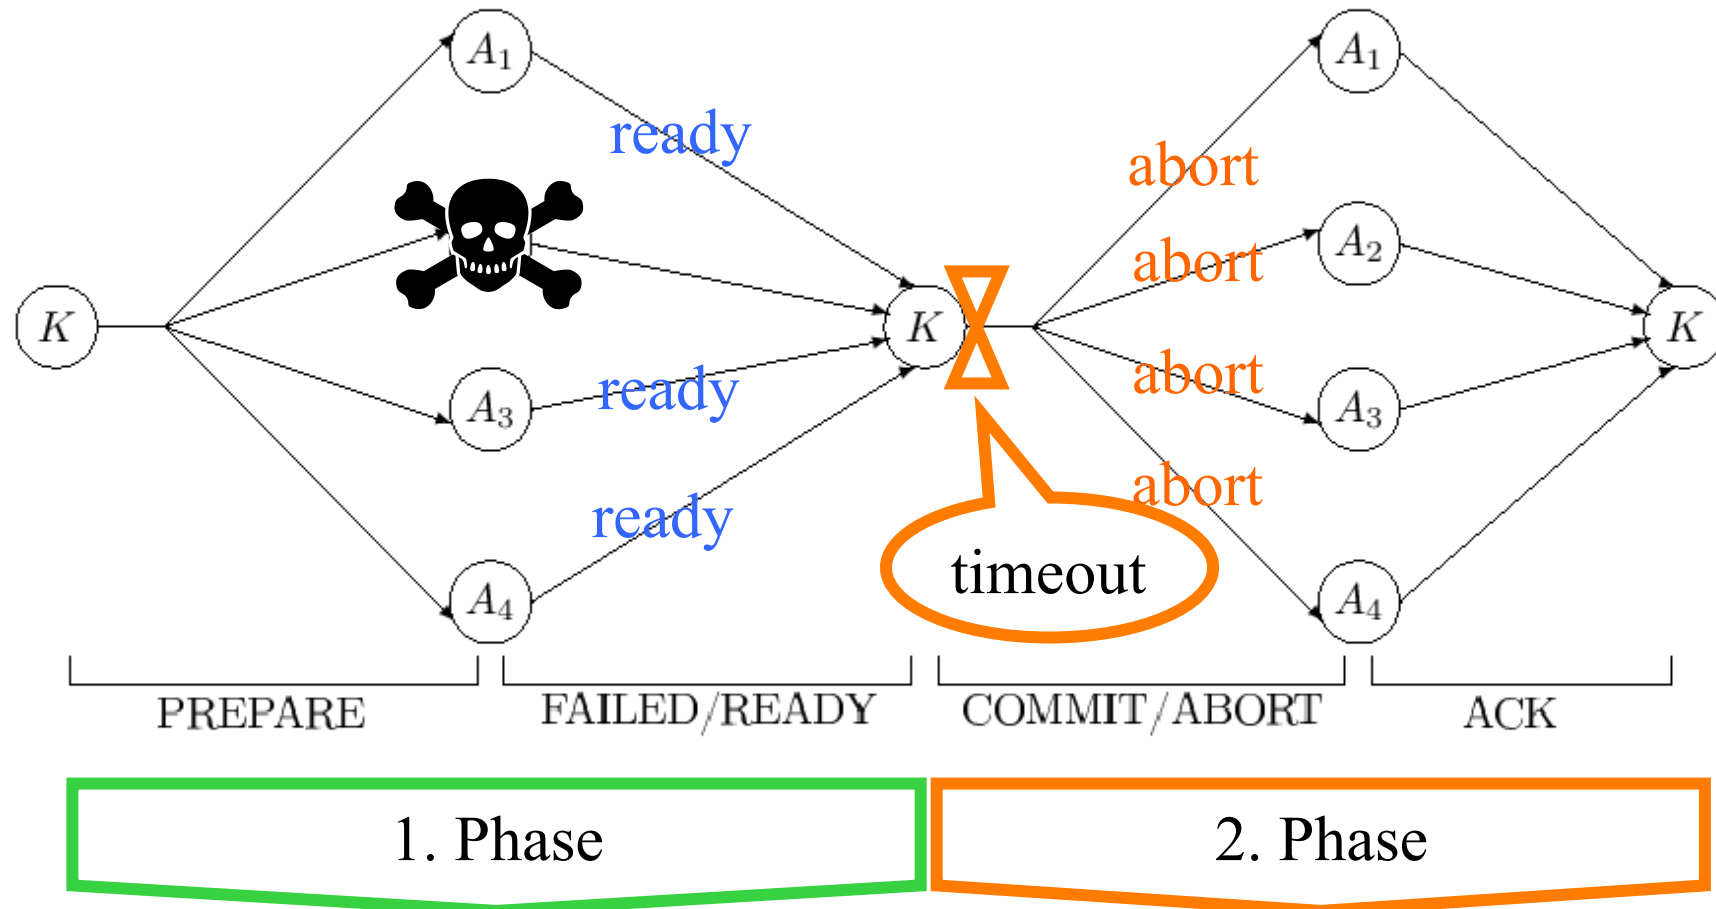 A1
A1
ready
abort
A2
abort
K
K
K
abort
ready
A3
A3
abort
ready
timeout
A4
A4
PREPARE
FAILED/READY
COMMIT/ABORT
ACK
1. Phase
2. Phase